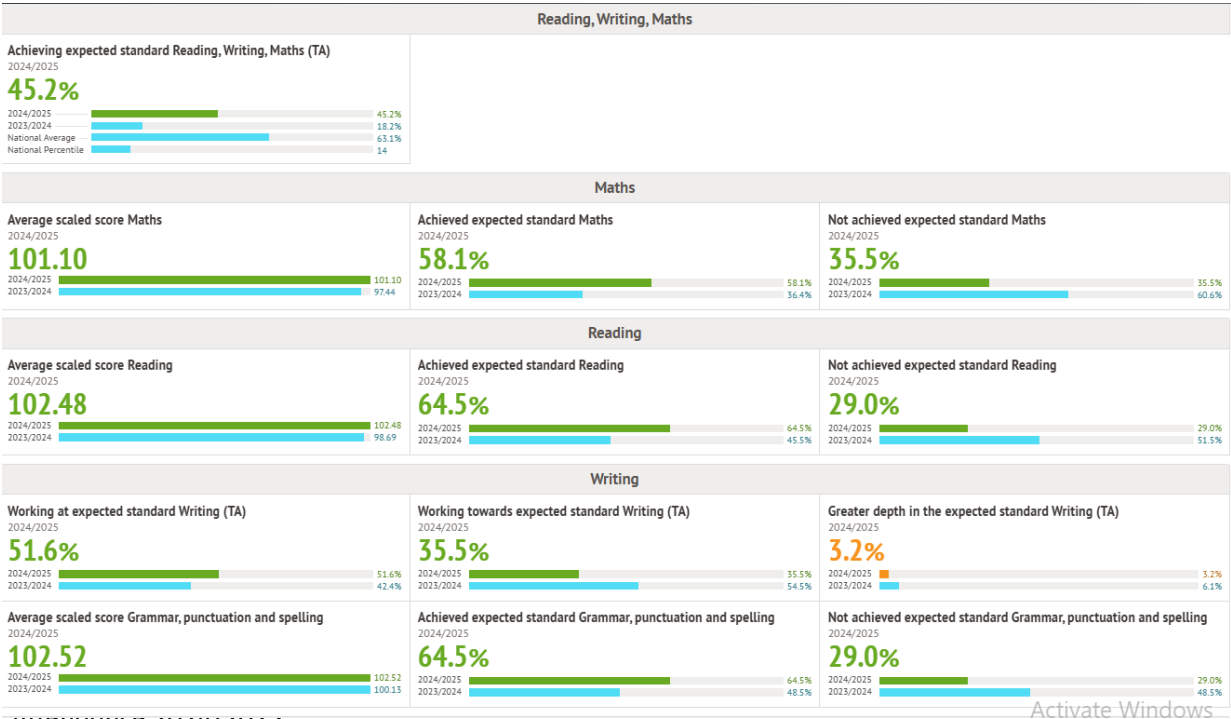 Reading, Writing, Maths
Achieving expected standard Reading, Writing, Maths (TA)
2024/2025
45.2%
2024/2025 45.2%
2023/2024 18.2%
National Average 63.1%
National Percentile 14
Maths
Average scaled score Maths
2024/2025
101.10
2024/2025 101.10
2023/2024 97.44
Achieved expected standard Maths
2024/2025
58.1%
2024/2025 58.1%
2023/2024 36.4%
Not achieved expected standard Maths
2024/2025
35.5%
2024/2025 35.5%
2023/2024 60.6%
Reading
Average scaled score Reading
2024/2025
102.48
2024/2025 102.48
2023/2024 98.69
Achieved expected standard Reading
2024/2025
64.5%
2024/2025 64.5%
2023/2024 45.5%
Not achieved expected standard Reading
2024/2025
29.0%
2024/2025 29.0%
2023/2024 51.5%
Writing
Working at expected standard Writing (TA)
2024/2025
51.6%
2024/2025 51.6%
2023/2024 42.4%
Working towards expected standard Writing (TA)
2024/2025
35.5%
2024/2025 35.5%
2023/2024 54.5%
Greater depth in the expected standard Writing (TA)
2024/2025
3.2%
2024/2025 3.2%
2023/2024 6.1%
Average scaled score Grammar, punctuation and spelling
2024/2025
102.52
2024/2025 102.52
2023/2024 100.13
Achieved expected standard Grammar, punctuation and spelling
2024/2025
64.5%
2024/2025 64.5%
2023/2024 48.5%
Not achieved expected standard Grammar, punctuation and spelling
2024/2025
29.0%
2024/2025 29.0%
2023/2024 48.5%
Activate Windows